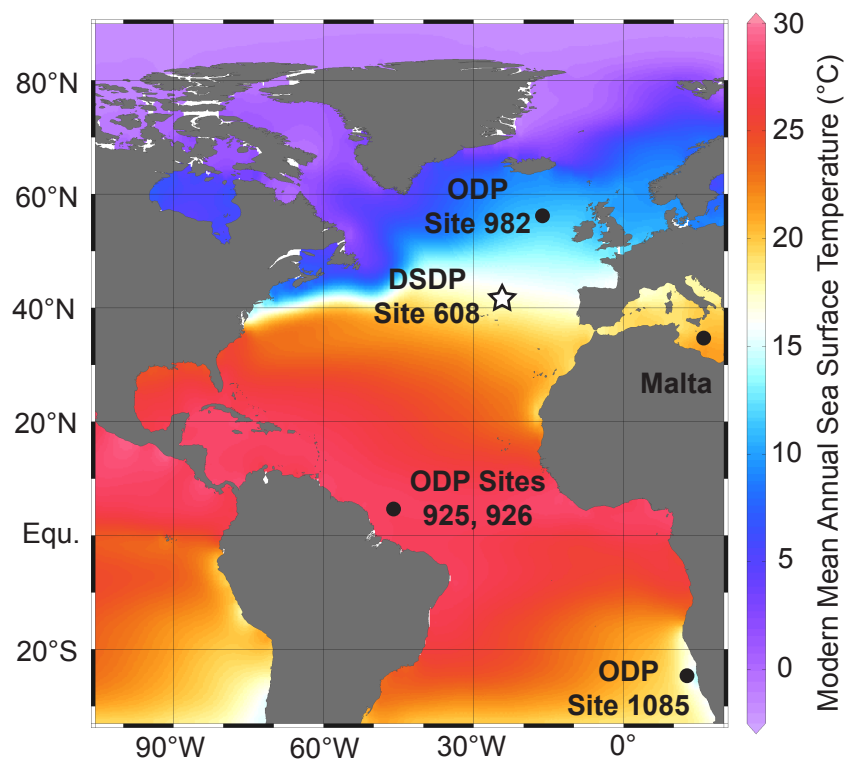 80°N
60°N
40°N
20°N
Equ.
20°S
90°W
60°W
30°W
0°
ODP
Site 982
DSDP
Site 608
Malta
ODP Sites
925, 926
ODP
Site 1085
30
25
20
15
10
5
0
Modern Mean Annual Sea Surface Temperature (°C)